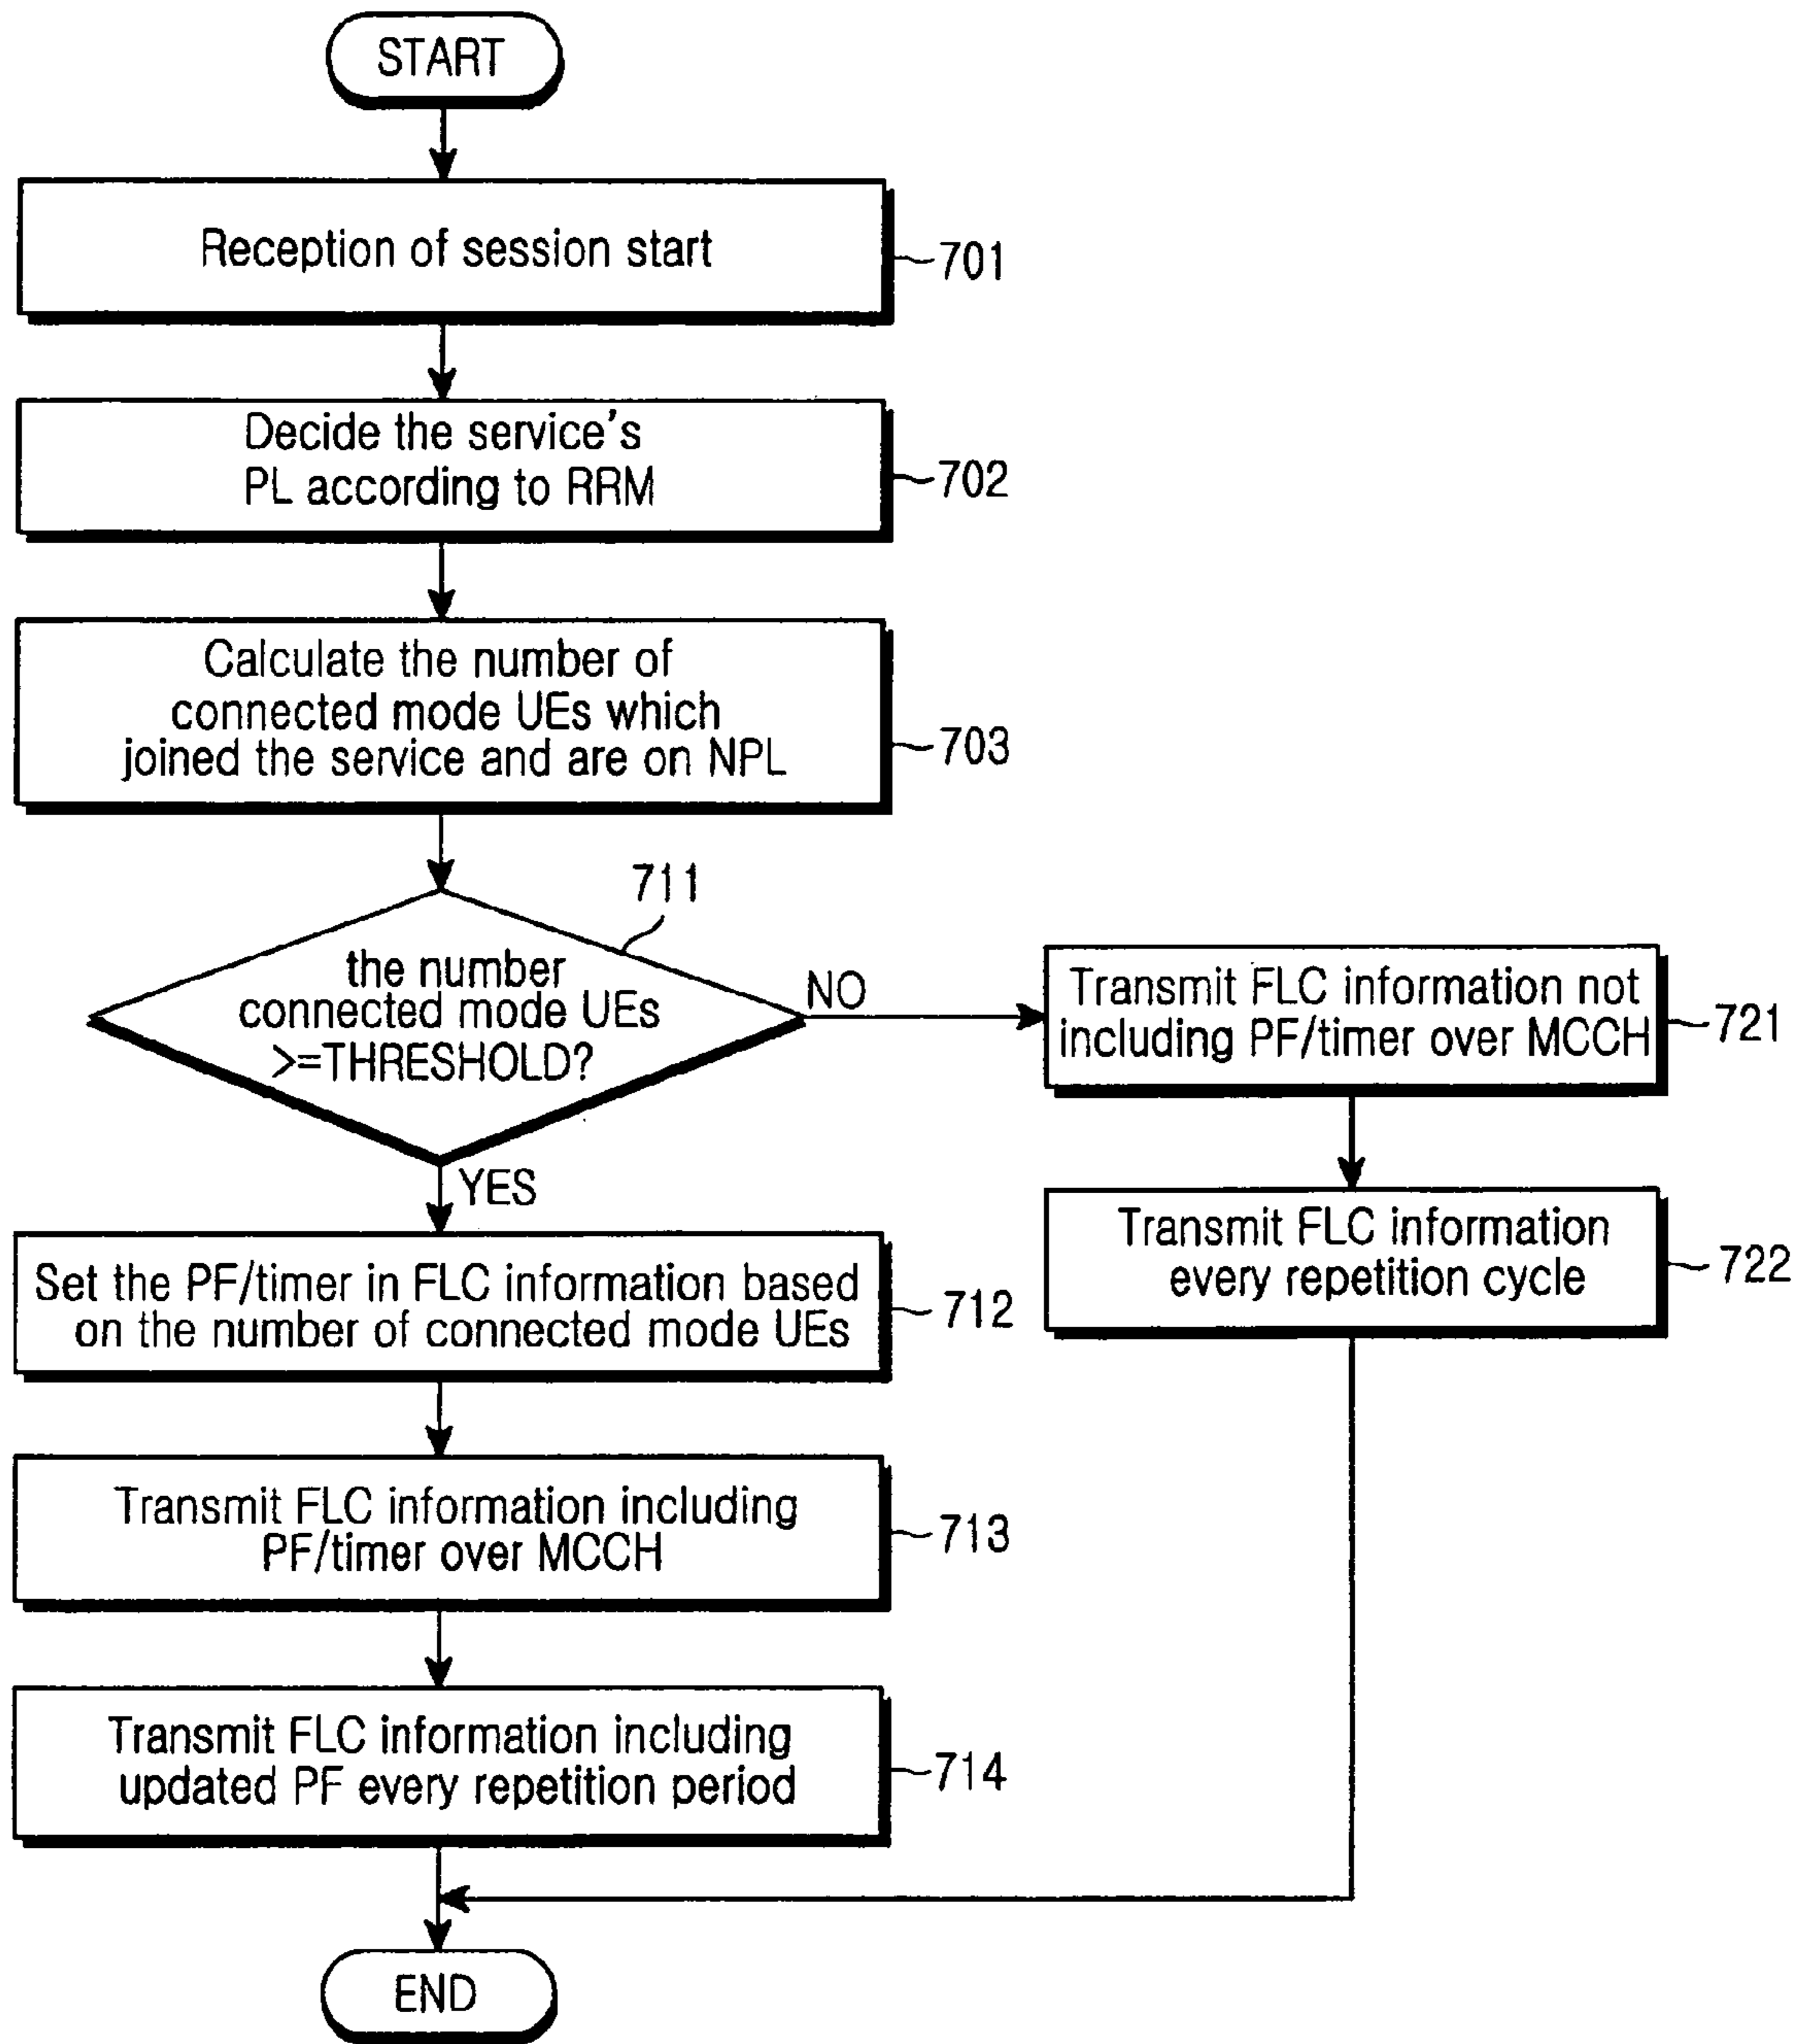 START
Reception of session start
701
Decide the service's
PL according to RRM
702
Calculate the number of
connected mode UEs which
joined the service and are on NPL
703
711
the number
connected mode UEs
>=THRESHOLD?
NO
YES
Transmit FLC information not
including PF/timer over MCCH
721
Transmit FLC information
every repetition cycle
722
Set the PF/timer in FLC information based
on the number of connected mode UEs
712
Transmit FLC information including
PF/timer over MCCH
713
Transmit FLC information including
updated PF every repetition period
714
END